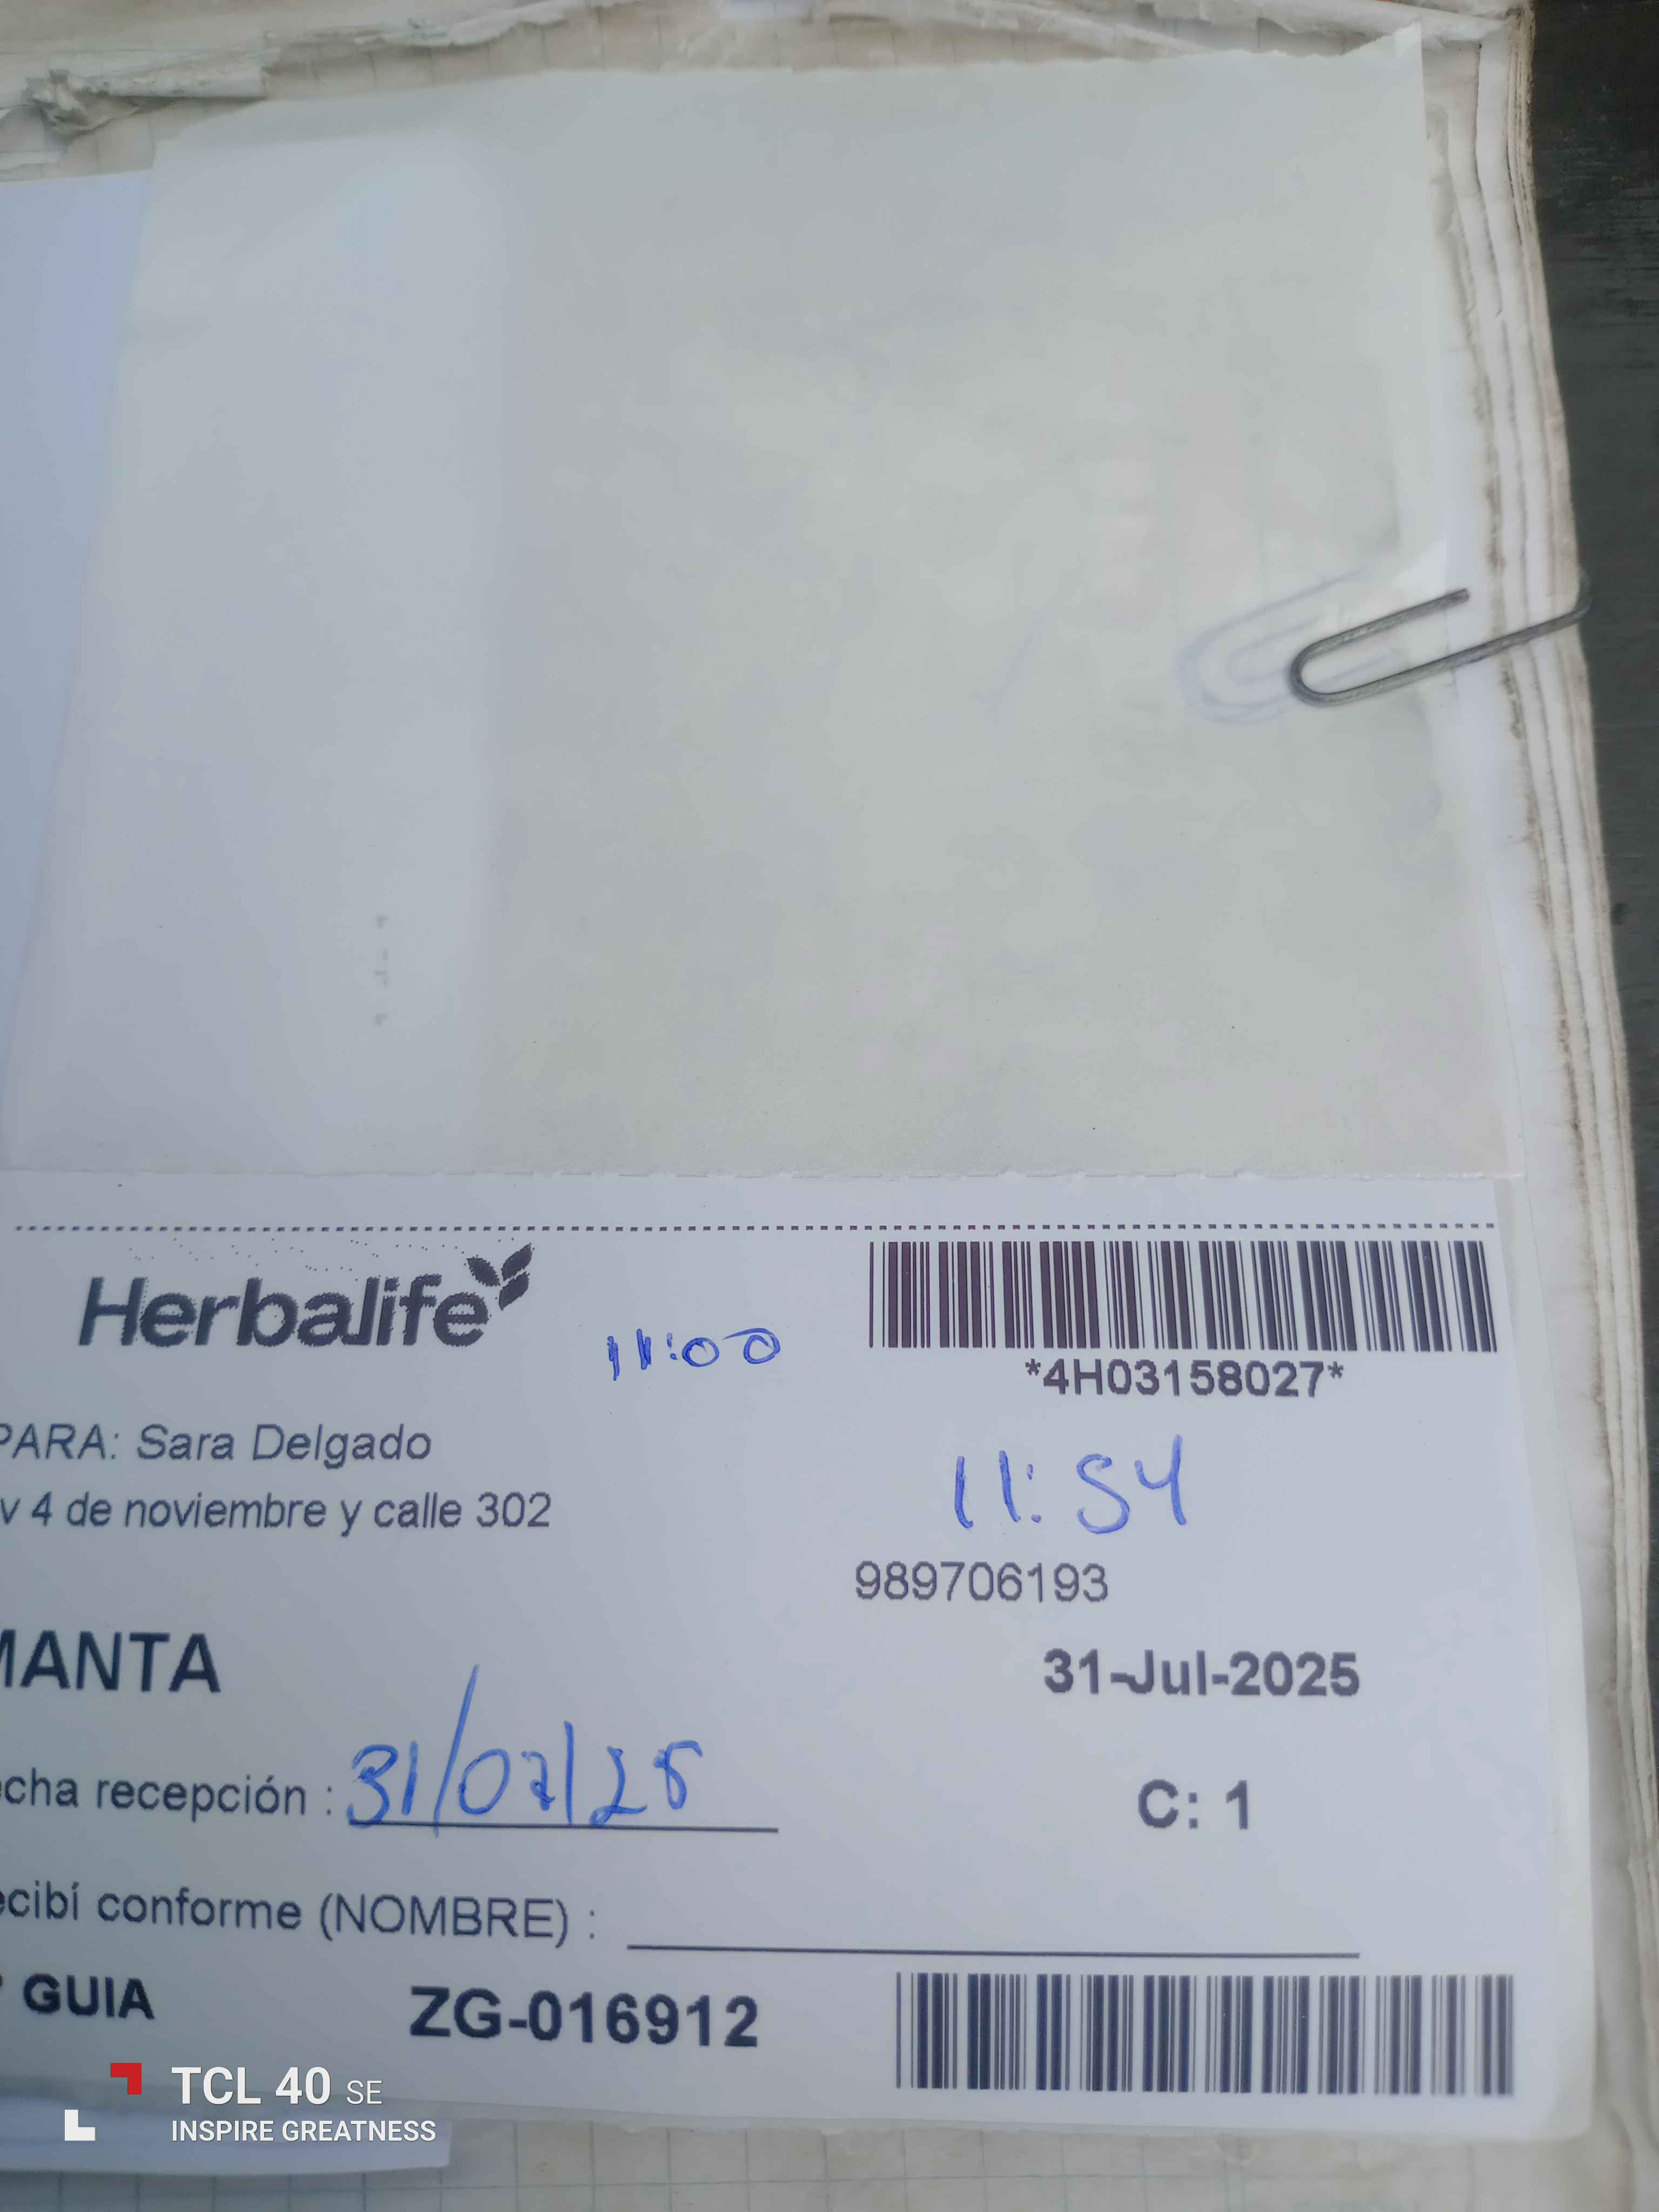 Herbalife
11:00
*4H03158027*
PARA: Sara Delgado
11:54
v 4 de noviembre y calle 302
989706193
MANTA
31-Jul-2025
echa recepción : 31/07/25
C: 1
ecibí conforme (NOMBRE) :
GUIA ZG-016912
TCL 40 SE
INSPIRE GREATNESS